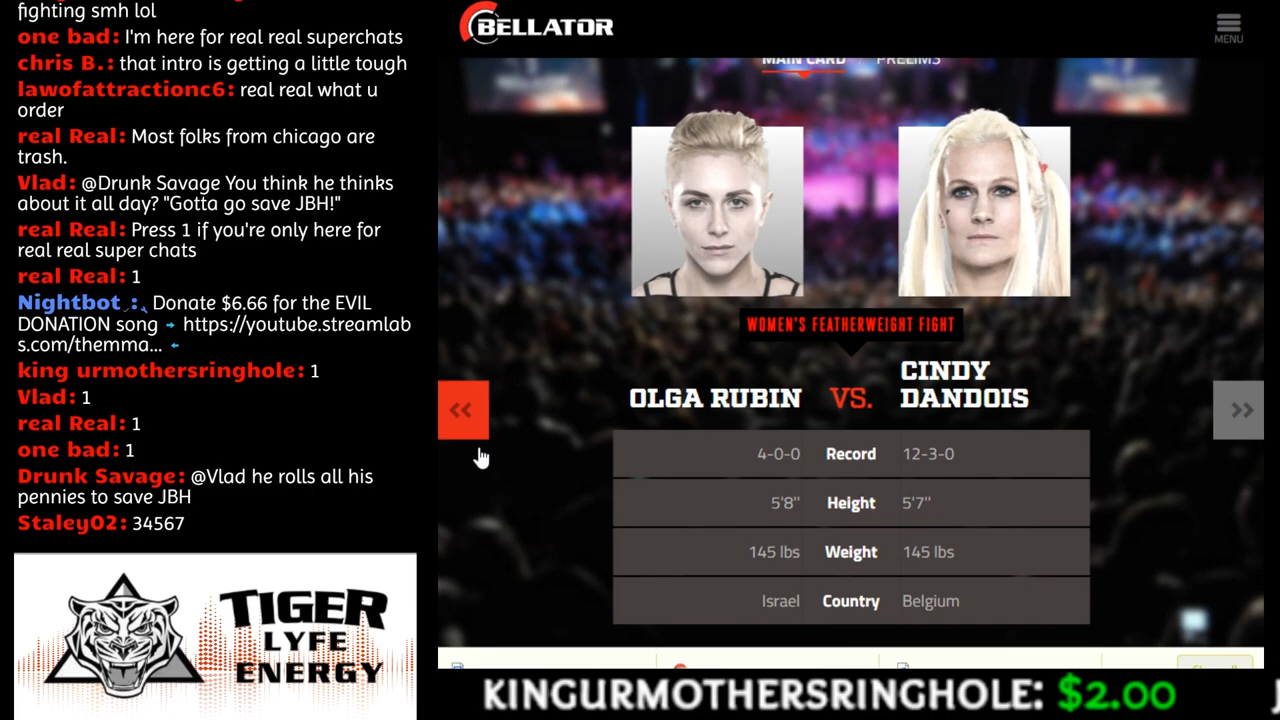 fighting smh lol
one bad: I'm here for real real superchats
chris B.: that intro is getting a little tough
lawofattractionc6: real real what u
order
real Real: Most folks from chicago are
trash.
Vlad: @Drunk Savage You think he thinks
about it all day? "Gotta go save JBH!"
real Real: Press 1 if you're only here for
real real super chats
real Real: 1
Nightbot : Donate $6.66 for the EVIL
DONATION song → https://youtube.streamlab
s.com/themma... ←
king urmothersringhole: 1
Vlad: 1
real Real: 1
one bad: 1
Drunk Savage: @Vlad he rolls all his
pennies to save JBH
Staley02: 34567
TIGER
LYFE
ENERGY
BELLATOR
MENU
MAIN CARD / PRELIMS
WOMEN'S FEATHERWEIGHT FIGHT
OLGA RUBIN VS. CINDY
DANDOIS
4-0-0 Record 12-3-0
5'8" Height 5'7"
145 lbs Weight 145 lbs
Israel Country Belgium
KINGURMOTHERSRINGHOLE: $2.00